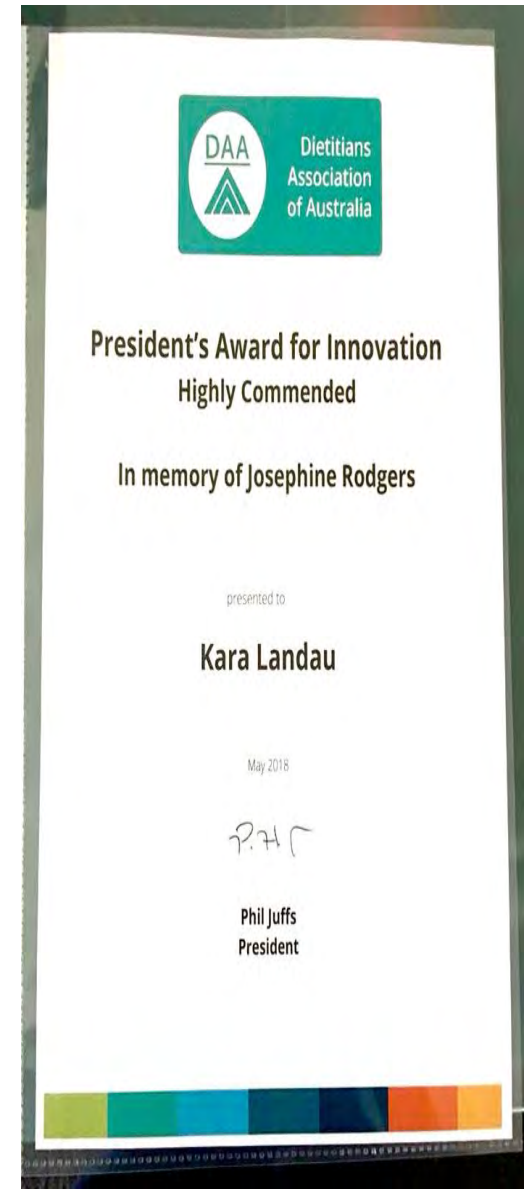 DAA
Dietitians
Association
of Australia
President's Award for Innovation
Highly Commended
In memory of Josephine Rodgers
presented to
Kara Landau
May 2018
Phil Juffs
President